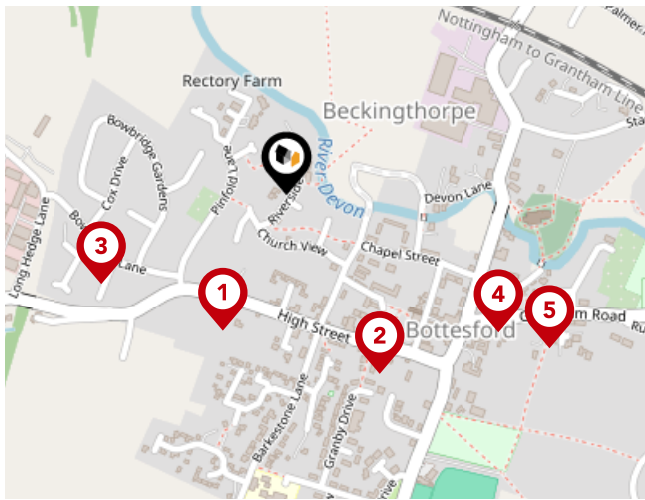 Palmer
Nottingham to Grantham Line
Rectory Farm
Beckingthorpe
Sta
Bowbridge Gardens
Cox Drive
Pinfold Lane
Riverside
River Devon
Devon Lane
Long Hedge Lane
Church View
Chapel Street
Lane
3
1
4
5
2
High Street
Bottesford
Road
Barkestone Lane
Granby Drive
Drive